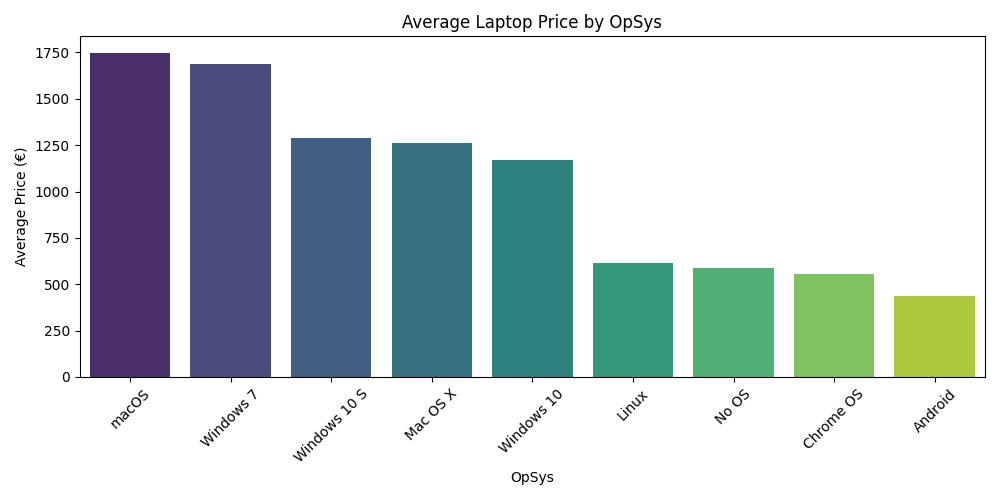 Average Laptop Price by OpSys
Average Price (€)
1750
1500
1250
1000
750
500
250
0
macOS
Windows 7
Windows 10 S
Mac OS X
Windows 10
Linux
No OS
Chrome OS
Android
OpSys